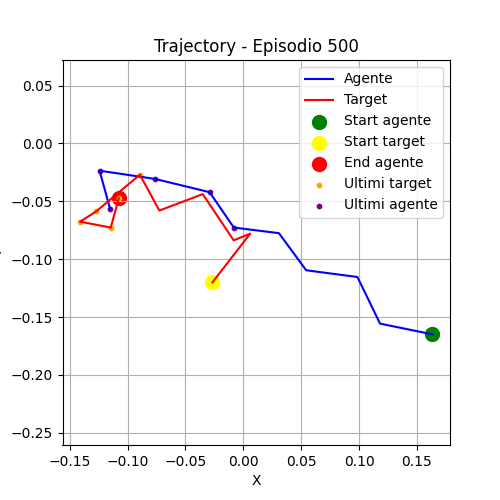 Trajectory - Episodio 500
Agente
Target
Start agente
Start target
End agente
Ultimi target
Ultimi agente
0.05
0.00
−0.05
−0.10
−0.15
−0.20
−0.25
−0.15
−0.10
−0.05
0.00
0.05
0.10
0.15
X